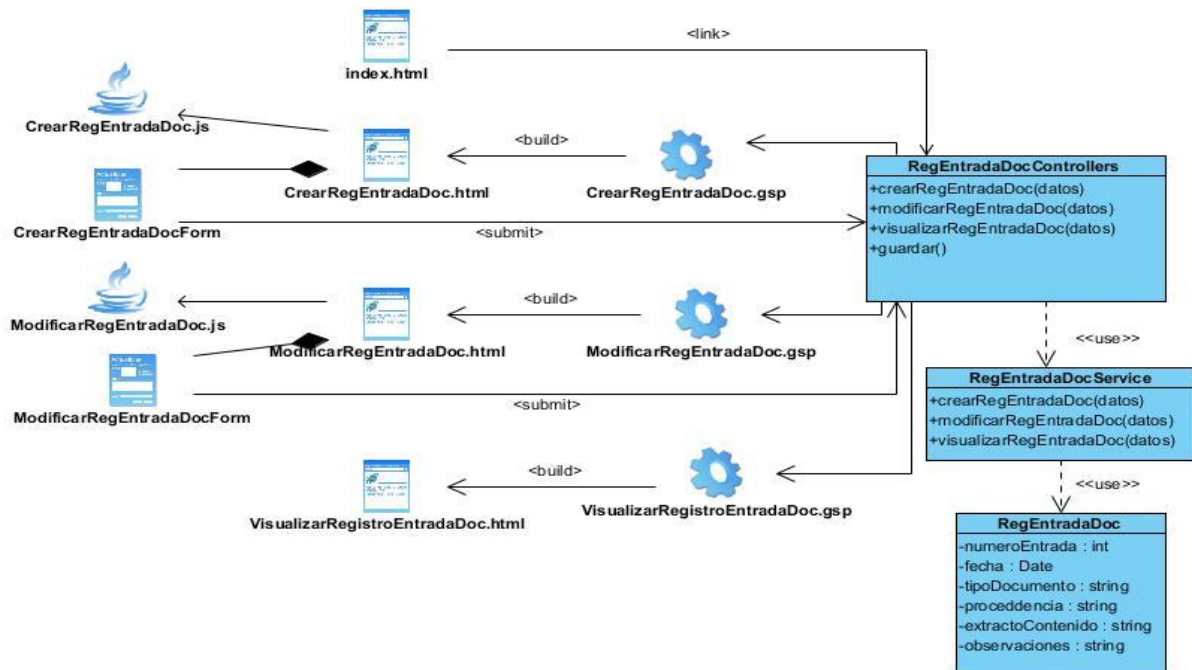 <link>
index.html
CrearRegEntradaDoc.js
<build>
CrearRegEntradaDoc.html
CrearRegEntradaDoc.gsp
RegEntradaDocControllers
+crearRegEntradaDoc(datos)
+modificarRegEntradaDoc(datos)
+visualizarRegEntradaDoc(datos)
+guardar()
CrearRegEntradaDocForm
<submit>
<build>
ModificarRegEntradaDoc.js
ModificarRegEntradaDoc.html
ModificarRegEntradaDoc.gsp
<<use>>
ModificarRegEntradaDocForm
<submit>
RegEntradaDocService
+crearRegEntradaDoc(datos)
+modificarRegEntradaDoc(datos)
+visualizarRegEntradaDoc(datos)
<build>
VisualizarRegistroEntradaDoc.html
VisualizarRegistroEntradaDoc.gsp
<<use>>
RegEntradaDoc
-numeroEntrada : int
-fecha : Date
-tipoDocumento : string
-proceddencia : string
-extractoContenido : string
-observaciones : string